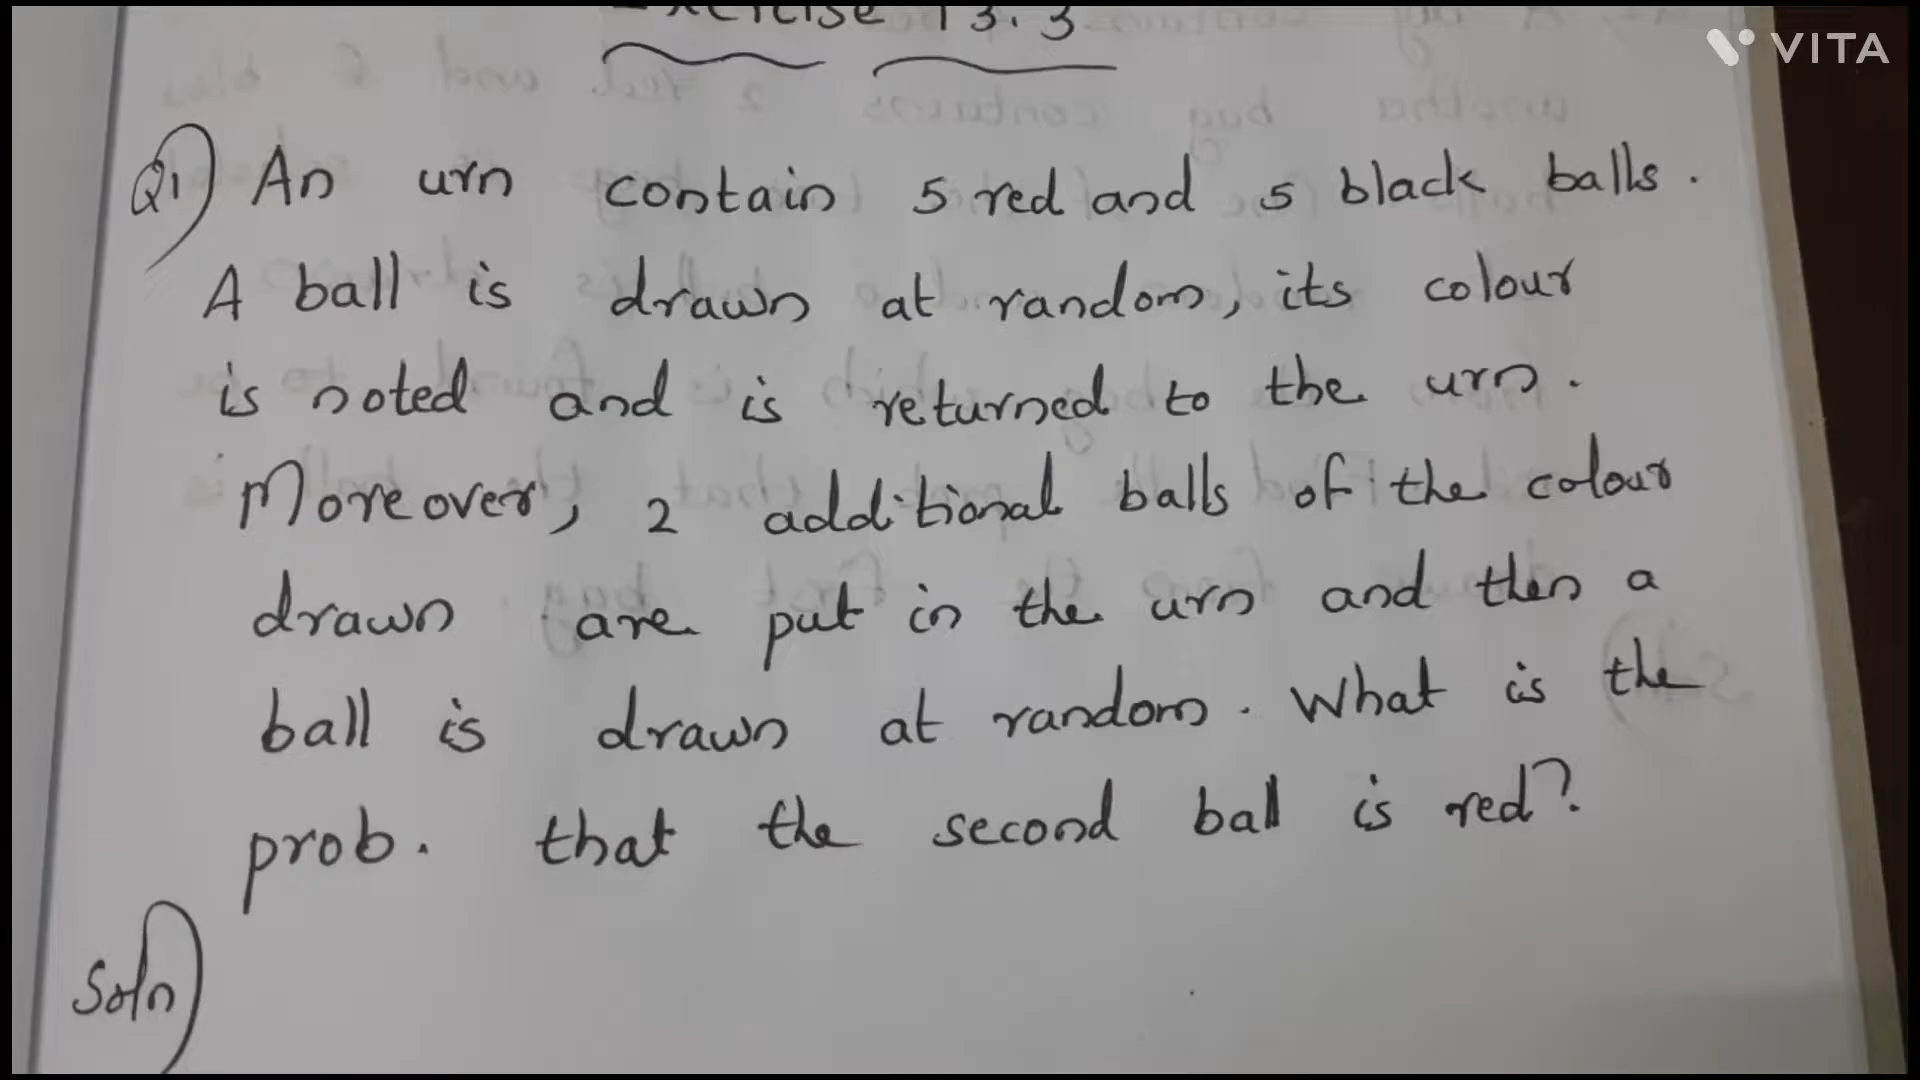 Exercise 13.3
VITA
Q1) An urn contain 5 red and 5 black balls.
A ball is drawn at random, its colour
is noted and is returned to the urn.
Moreover, 2 additional balls of the colour
drawn are put in the urn and then a
ball is drawn at random. What is the
prob. that the second ball is red?
Soln)